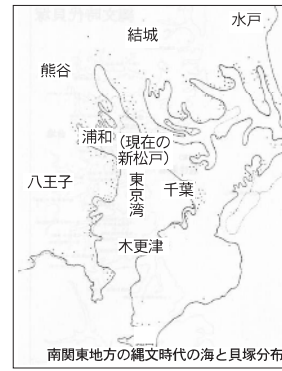 水戸
結城
熊谷
浦和
(現在の
新松戸)
八王子
東京湾
千葉
木更津
南関東地方の縄文時代の海と貝塚分布